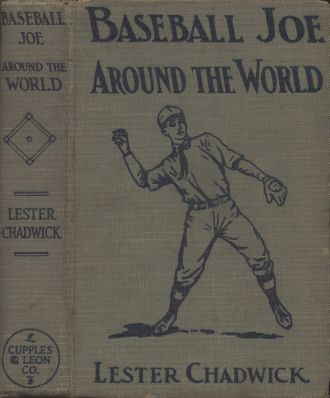 BASEBALL
JOE
AROUND THE
WORLD
LESTER
CHADWICK
CUPPLES
& LEON
CO.
BASEBALL JOE
AROUND THE WORLD
LESTER CHADWICK